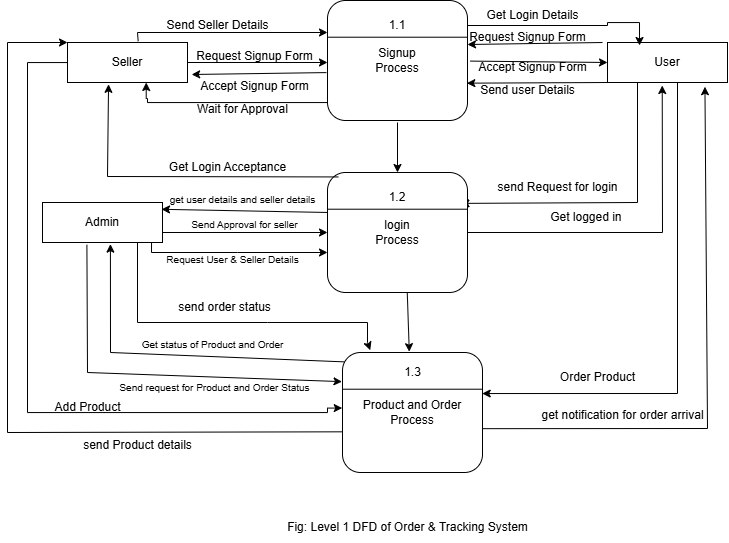 Send Seller Details
1.1
Get Login Details
Request Signup Form
Seller
Request Signup Form
Signup
Process
Accept Signup Form
User
Accept Signup Form
Send user Details
Wait for Approval
Get Login Acceptance
1.2
send Request for login
get user details and seller details
Admin
Send Approval for seller
login
Process
Get logged in
Request User & Seller Details
send order status
Get status of Product and Order
1.3
Send request for Product and Order Status
Order Product
Add Product
Product and Order
Process
get notification for order arrival
send Product details
Fig: Level 1 DFD of Order & Tracking System